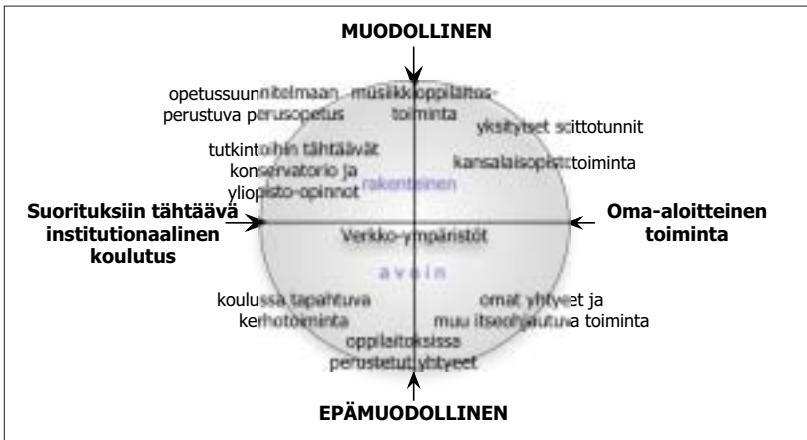 MUODOLLINEN
opetussuunnitelmaan
perustuva perusopetus
musiikkioppilaitos-
toiminta
yksityiset soittotunnit
tutkintoihin tähtäävät
konservatorio ja
yliopisto-opinnot
kansalaisopistotoiminta
rakenteinen
Suorituksiin tähtäävä
institutionaalinen
koulutus
Oma-aloitteinen
toiminta
Verkko-ympäristöt
avoin
koulussa tapahtuva
kerhotoiminta
omat yhtyeet ja
muu itseohjautuva toiminta
oppilaitoksissa
perustetut yhtyeet
EPÄMUODOLLINEN